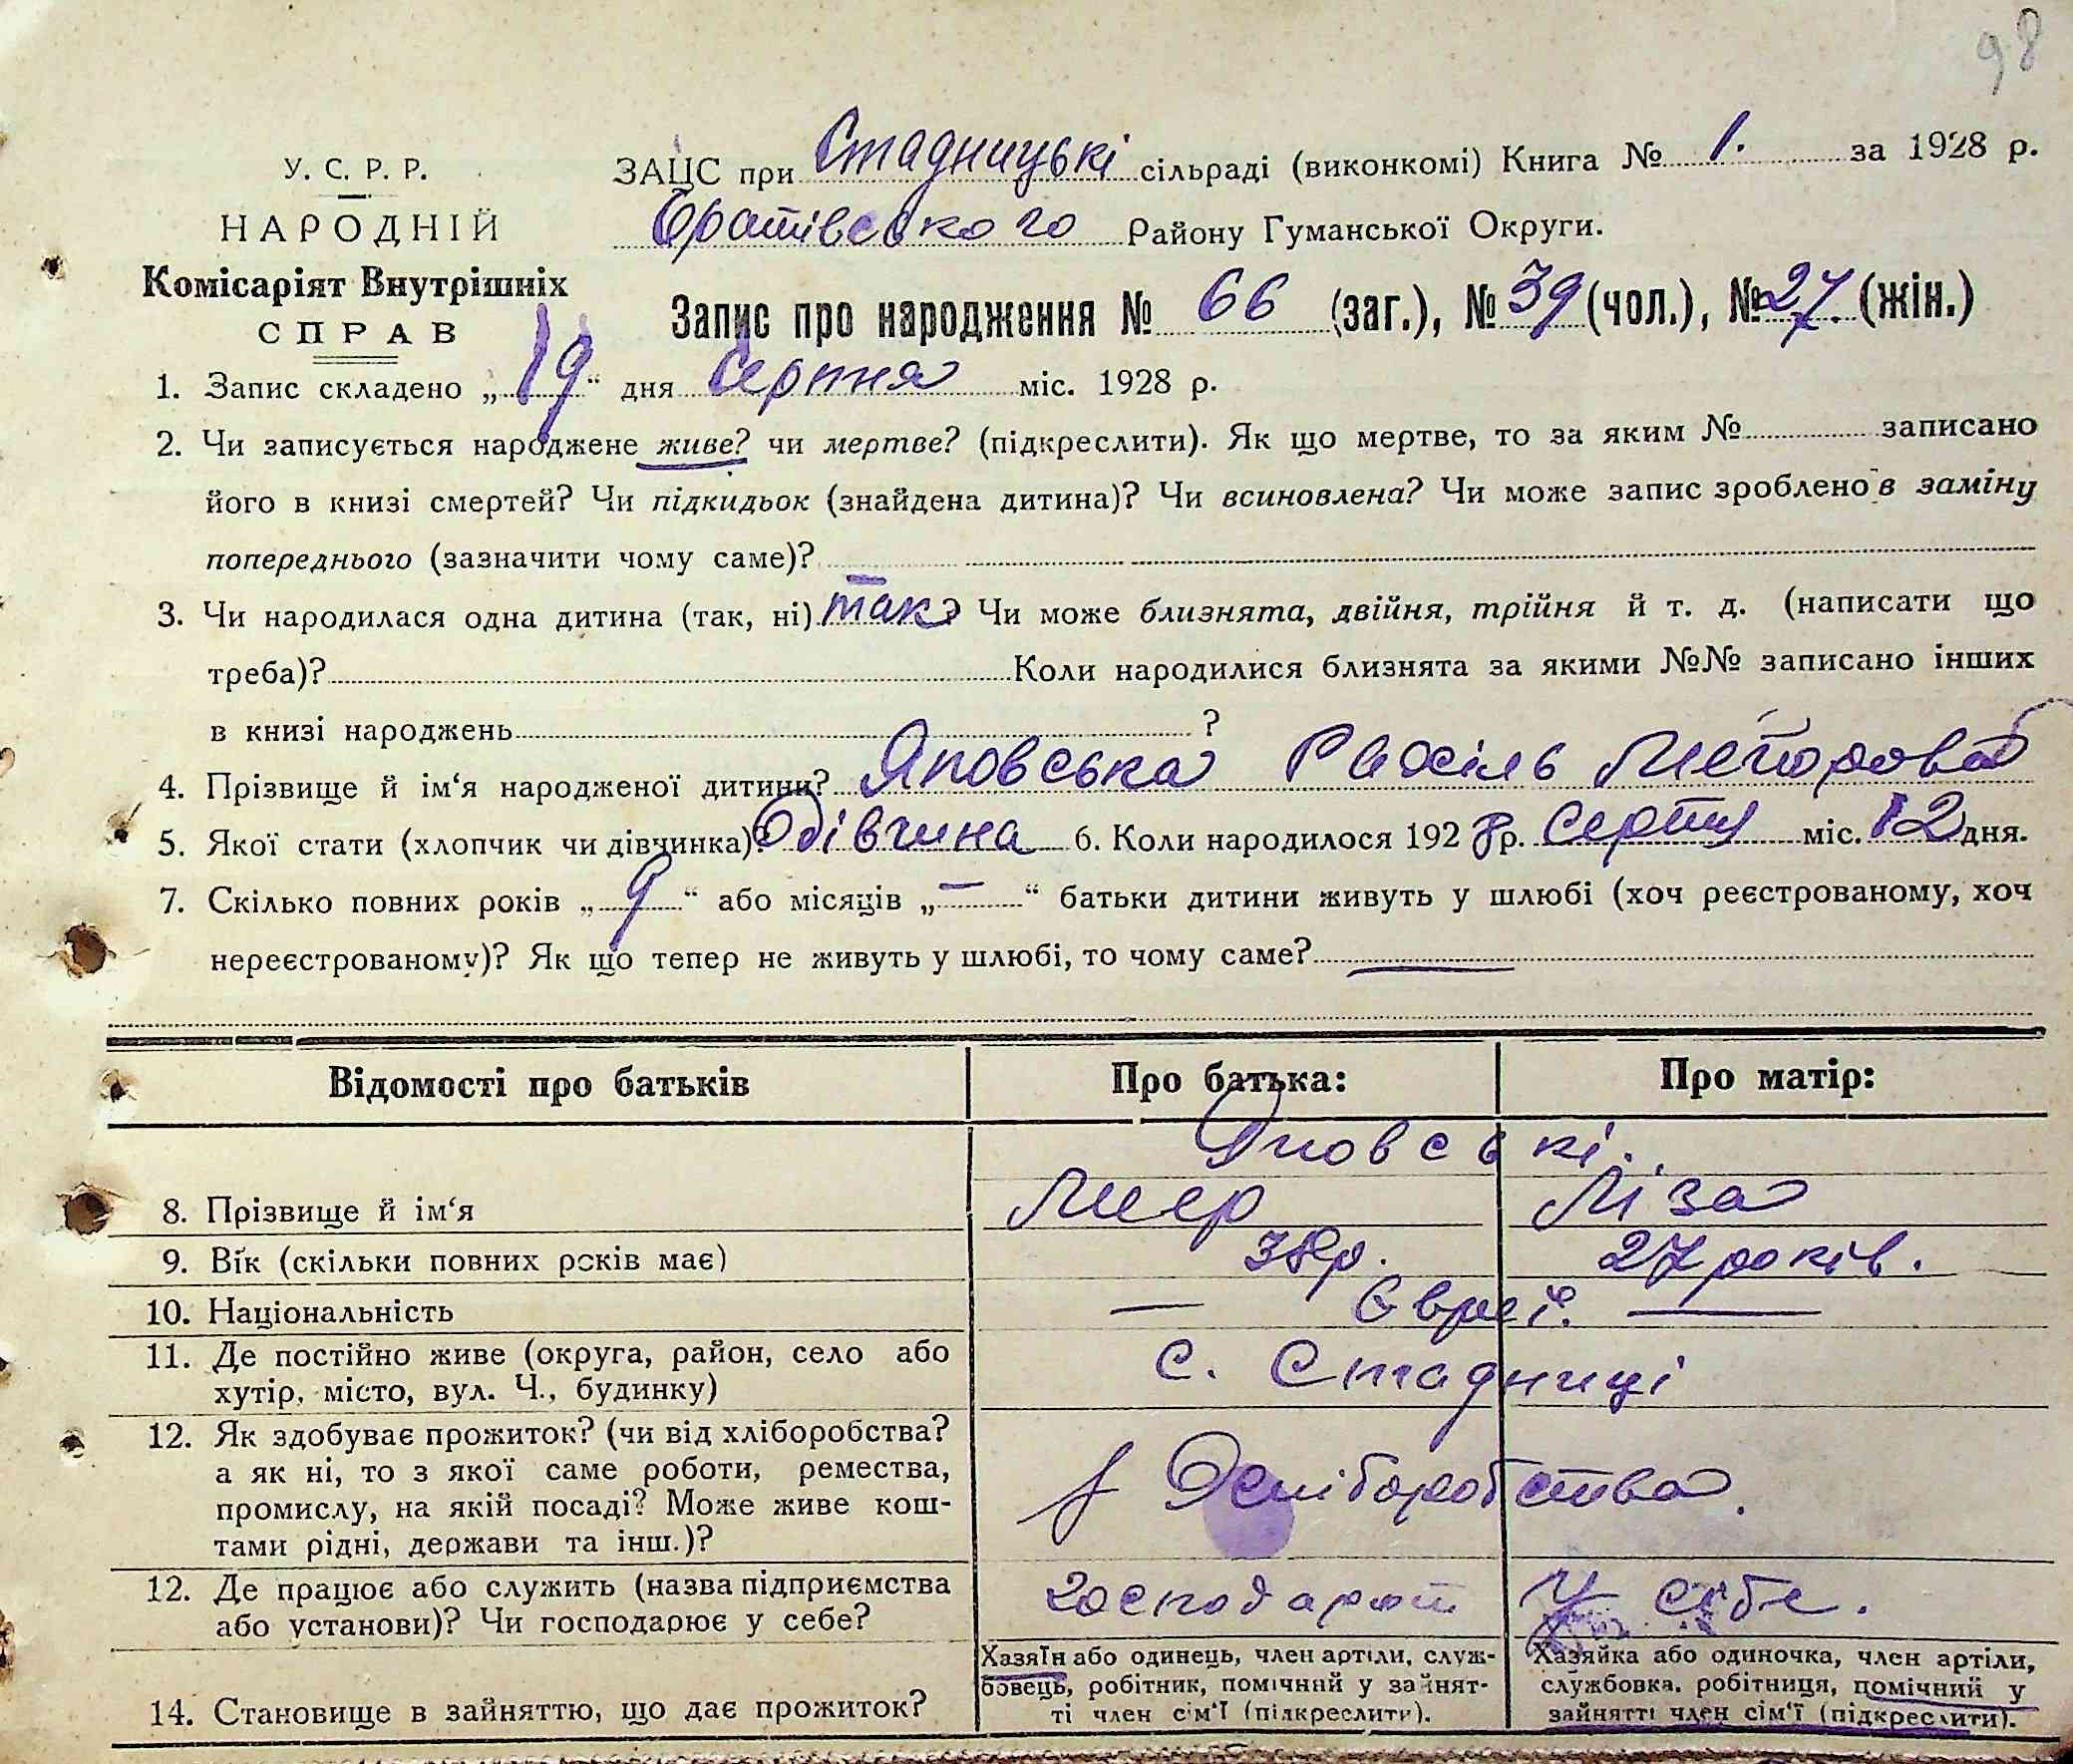 98
У. С. Р. Р.
НАРОДНІЙ
Комісаріят Внутрішніх
СПРАВ
ЗАЦС при Стадницькі сільраді (виконкомі) Книга № 1. за 1928 р.
Району Гуманської Округи.
Запис про народження № 66 (заг.), № 39 (чол.), № 27. (жін.)
1. Запис складено „19“ дня Серпня міс. 1928 р.
2. Чи записується народжене живе? чи мертве? (підкреслити). Як що мертве, то за яким № записано
його в книзі смертей? Чи підкидьок (знайдена дитина)? Чи всиновлена? Чи може запис зроблено в заміну
попереднього (зазначити чому саме)? —
3. Чи народилася одна дитина (так, ні) так? Чи може близнята, двійня, трійня й т. д. (написати що
треба)? Коли народилися близнята за якими №№ записано інших
в книзі народжень ?
4. Прізвище й ім‘я народженої дитини? Яновська Рахіль Мейорова
5. Якої стати (хлопчик чи дівчинка)? дівчина 6. Коли народилося 1928 р. Серпня міс. 12 дня.
7. Скілько повних років „9“ або місяців „—“ батьки дитини живуть у шлюбі (хоч реєстрованому, хоч
нереєстрованому)? Як що тепер не живуть у шлюбі, то чому саме? —
Відомості про батьків Про батька: Про матір:
Яновські.
8. Прізвище й ім‘я Меєр Ліза
9. Вік (скільки повних років має) 38 р. 27 років.
10. Національність — Євреї. —
11. Де постійно живе (округа, район, село або
хутір, місто, вул. Ч., будинку) с. Стадниці
12. Як здобуває прожиток? (чи від хліборобства?
а як ні, то з якої саме роботи, ремества,
промислу, на якій посаді? Може живе кош-
тами рідні, держави та інш.)? з Хліборобства.
12. Де працює або служить (назва підприємства
або установи)? Чи господарює у себе? господарют у себе.
14. Становище в зайняттю, що дає прожиток?
Хазяїн або одинець, член артіли, служ-
бовець, робітник, помічний у зайнят-
ті член сім‘ї (підкреслити).
Хазяйка або одиночка, член артіли,
службовка. робітниця, помічний у
зайнятті член сім‘ї (підкреслити).